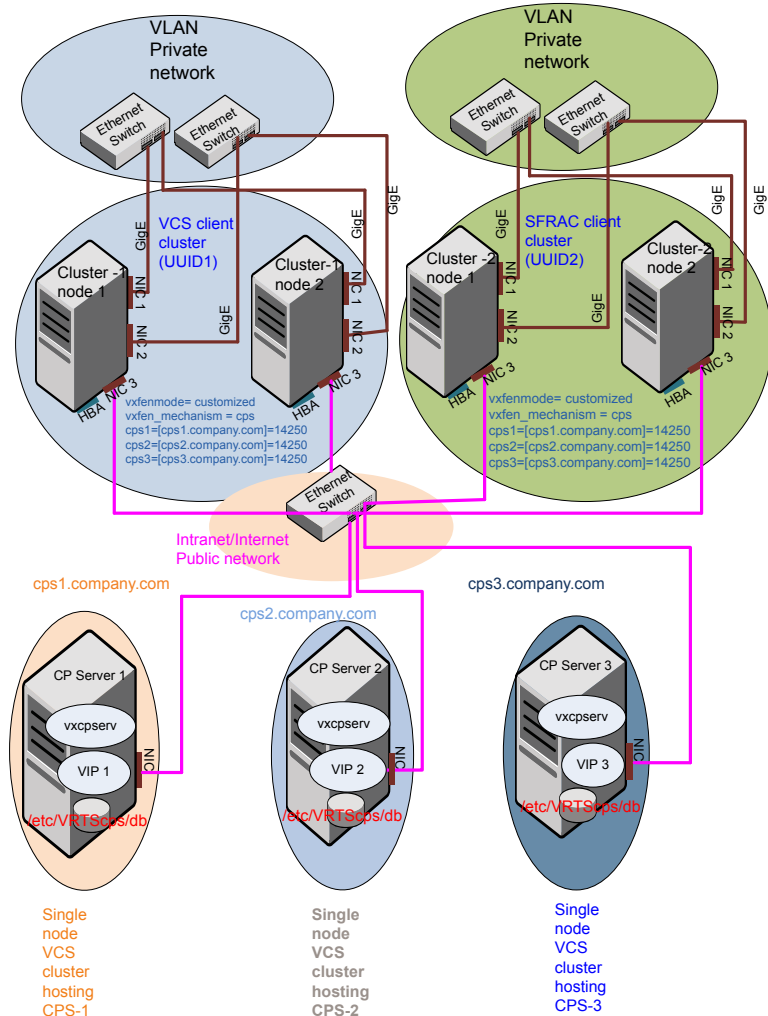 VLAN
Private
network
VLAN
Private
network
Ethernet
Switch
Ethernet
Switch
Ethernet
Switch
Ethernet
Switch
GigE
GigE
GigE
GigE
GigE
GigE
GigE
GigE
VCS client
cluster
(UUID1)
SFRAC client
cluster
(UUID2)
Cluster -1
node 1
NIC 1
NIC 2
NIC 3
HBA
Cluster-1
node 2
NIC 1
NIC 2
NIC 3
HBA
Cluster -2
node 1
NIC 1
NIC 2
NIC 3
HBA
Cluster-2
node 2
NIC 1
NIC 2
NIC 3
HBA
vxfenmode= customized
vxfen_mechanism = cps
cps1=[cps1.company.com]=14250
cps2=[cps2.company.com]=14250
cps3=[cps3.company.com]=14250
vxfenmode= customized
vxfen_mechanism = cps
cps1=[cps1.company.com]=14250
cps2=[cps2.company.com]=14250
cps3=[cps3.company.com]=14250
Ethernet
Switch
Intranet/Internet
Public network
cps1.company.com
cps2.company.com
cps3.company.com
CP Server 1
vxcpserv
VIP 1
NIC
/etc/VRTScps/db
CP Server 2
vxcpserv
VIP 2
NIC
/etc/VRTScps/db
CP Server 3
vxcpserv
VIP 3
NIC
/etc/VRTScps/db
Single
node
VCS
cluster
hosting
CPS-1
Single
node
VCS
cluster
hosting
CPS-2
Single
node
VCS
cluster
hosting
CPS-3